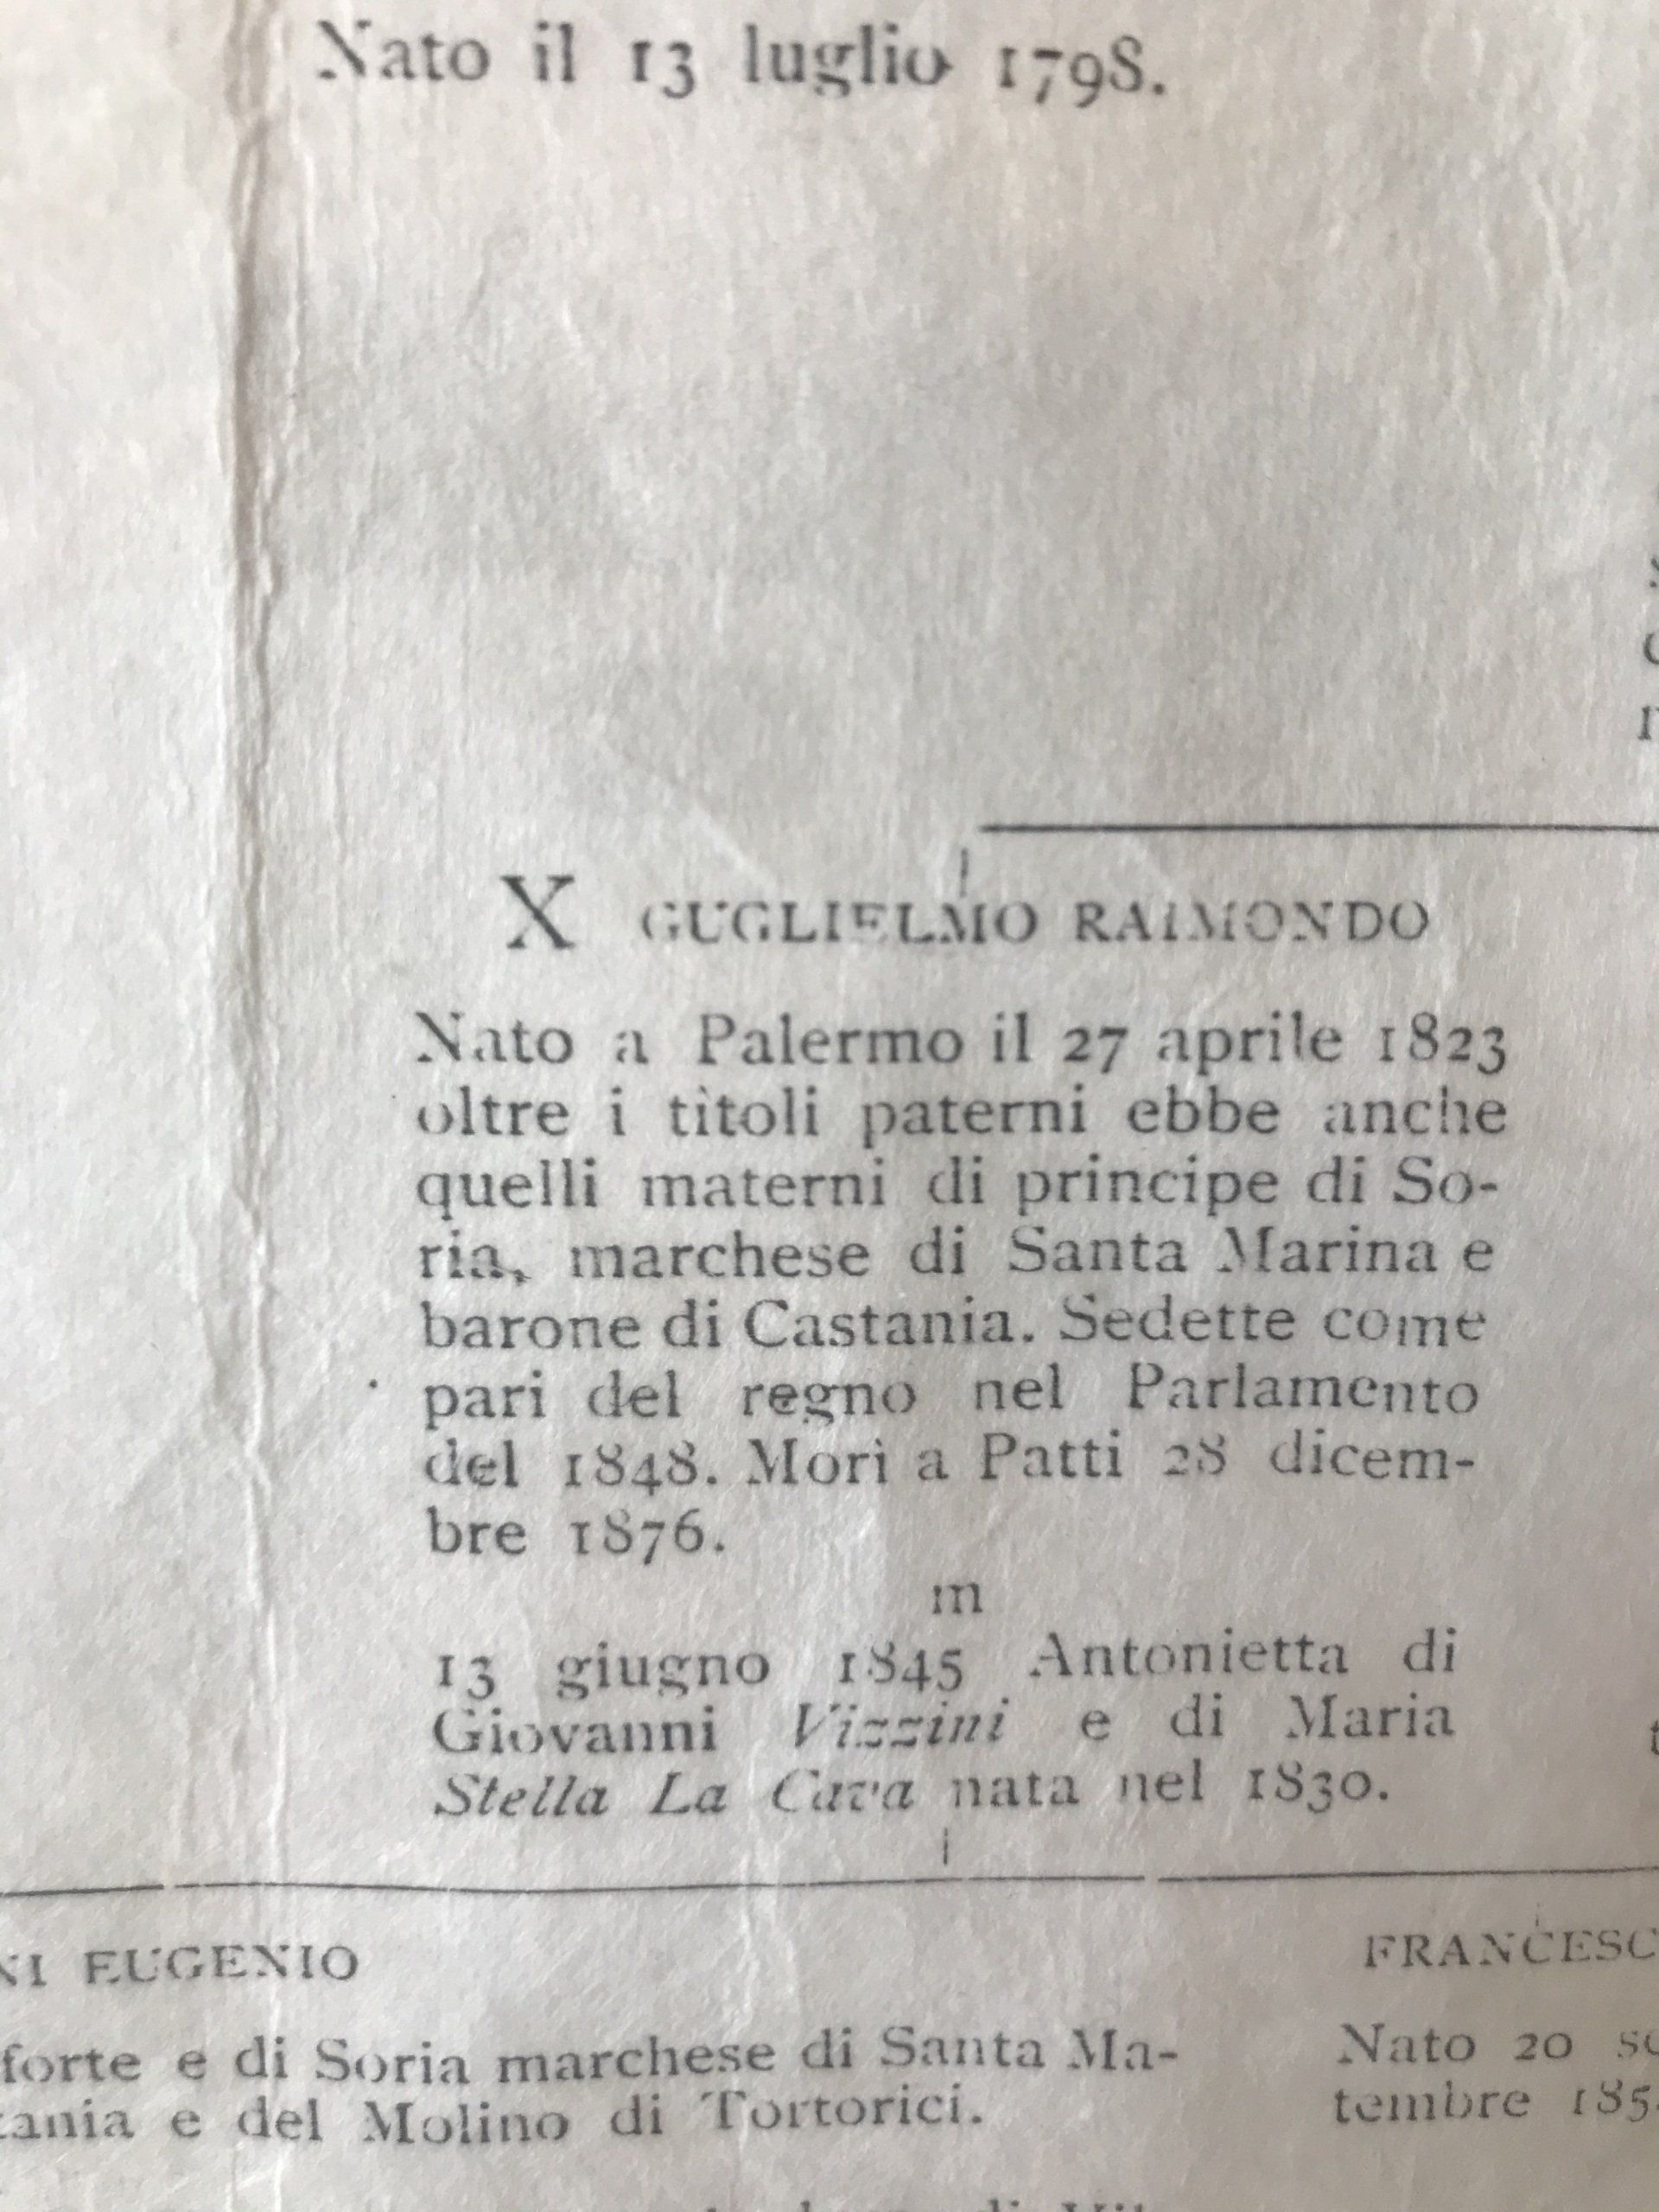 Nato il 13 luglio 1798.
X GUGLIELMO RAIMONDO
Nato a Palermo il 27 aprile 1823
oltre i titoli paterni ebbe anche
quelli materni di principe di So-
ria, marchese di Santa Marina e
barone di Castania. Sedette come
pari del regno nel Parlamento
del 1848. Morì a Patti 28 dicem-
bre 1876.
m
13 giugno 1845 Antonietta di
Giovanni Vizzini e di Maria
Stella La Cava nata nel 1830.
NI EUGENIO
FRANCESC
forte e di Soria marchese di Santa Ma-
tania e del Molino di Tortorici.
Nato 20
tembre 185